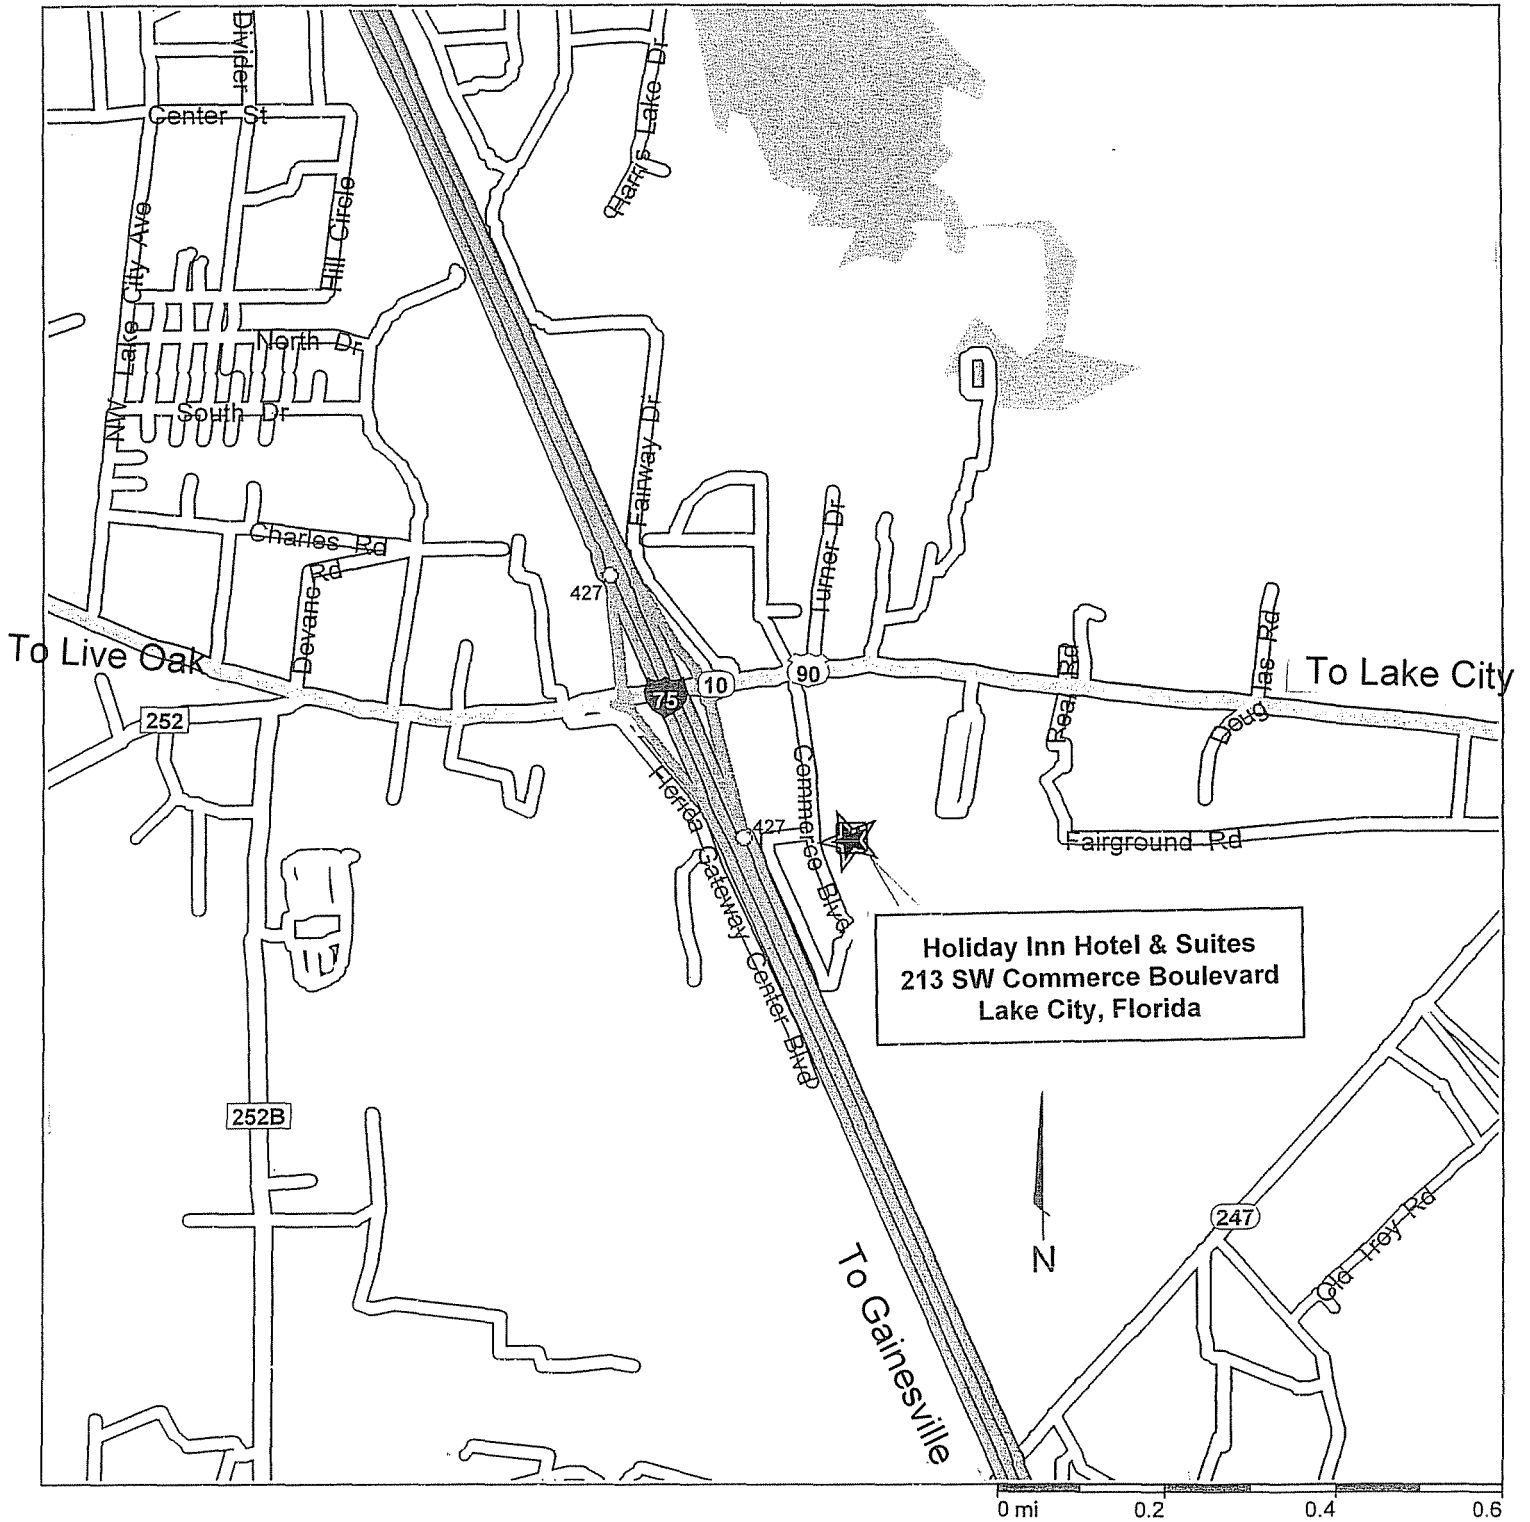 Divider
Center St
Harris Lake Dr
Hill Circle
NW Lake City Ave
North Dr
South Dr
Fairway Dr
Charles Rd
Devane Rd
Turner Dr
427
To Live Oak
252
75
10
90
Real Rd
Douglas Rd
To Lake City
Florida Gateway Center Blvd
427
Commerce Blvd
Fairground Rd
Holiday Inn Hotel & Suites
213 SW Commerce Boulevard
Lake City, Florida
252B
N
247
Old Troy Rd
To Gainesville
0 mi 0.2 0.4 0.6